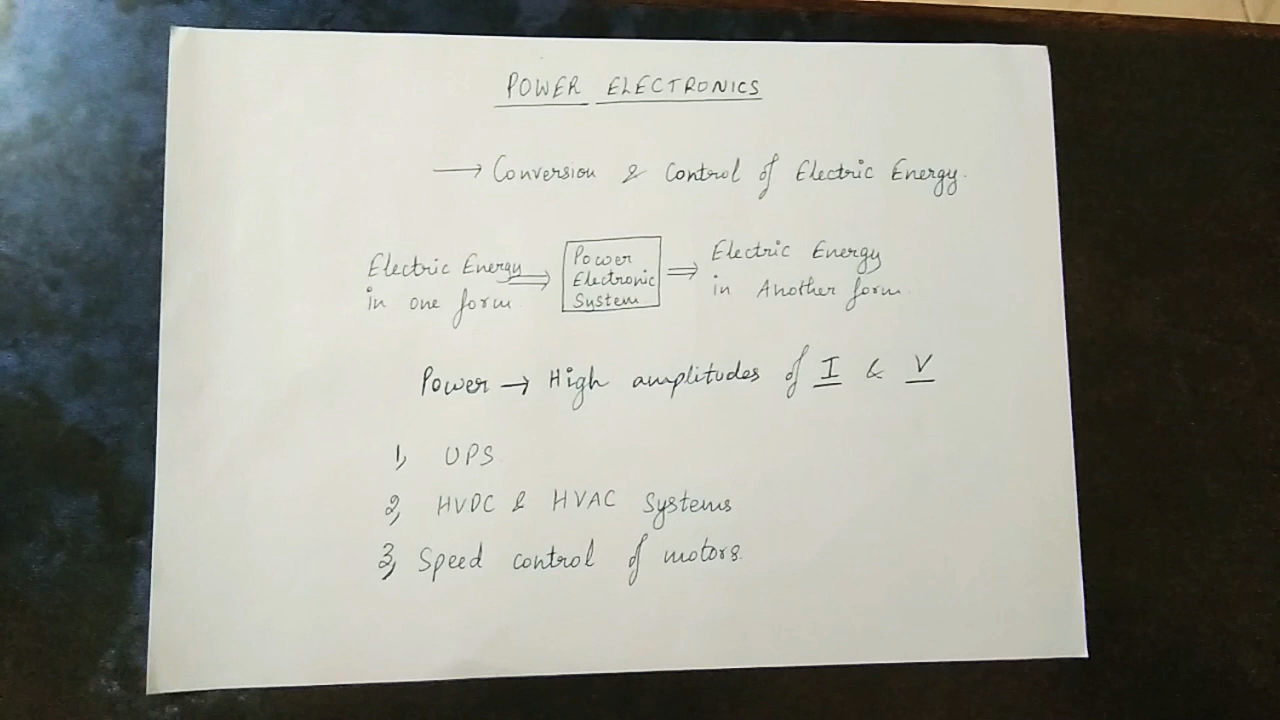 POWER ELECTRONICS
→ Conversion & Control of Electric Energy.
Electric Energy
in one form
⇒
Power
Electronic
System
⇒
Electric Energy
in Another form.
Power → High amplitudes of I & V
1, UPS
2, HVDC & HVAC Systems
3, Speed control of motors.